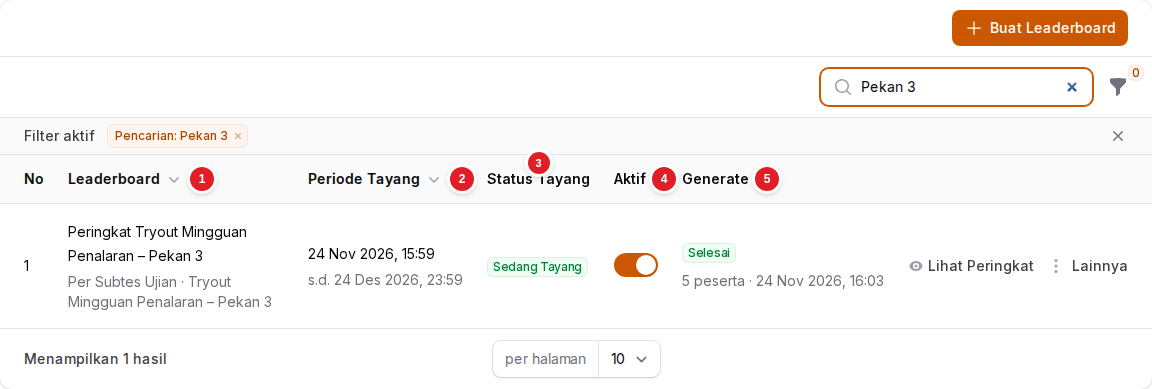 Buat Leaderboard
Pekan 3
0
Filter aktif Pencarian: Pekan 3
No Leaderboard 1 Periode Tayang 2 Status Tayang 3 Aktif 4 Generate 5
Peringkat Tryout Mingguan
Penalaran – Pekan 3
Per Subtes Ujian · Tryout
Mingguan Penalaran – Pekan 3
1
24 Nov 2026, 15:59
s.d. 24 Des 2026, 23:59
Sedang Tayang
Selesai
5 peserta · 24 Nov 2026, 16:03
Lihat Peringkat
Lainnya
Menampilkan 1 hasil
per halaman 10